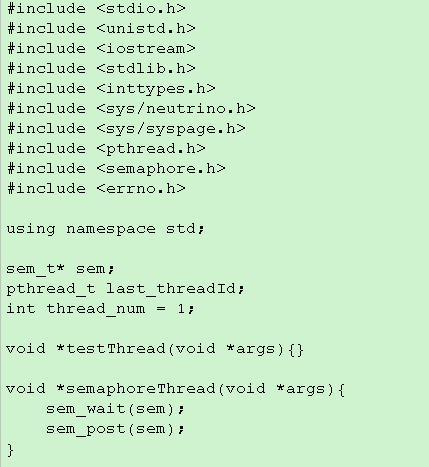 #include <stdio.h>
#include <unistd.h>
#include <iostream>
#include <stdlib.h>
#include <inttypes.h>
#include <sys/neutrino.h>
#include <sys/syspage.h>
#include <pthread.h>
#include <semaphore.h>
#include <errno.h>

using namespace std;

sem_t* sem;
pthread_t last_threadId;
int thread_num = 1;

void *testThread(void *args){}

void *semaphoreThread(void *args){
    sem_wait(sem);
    sem_post(sem);
}